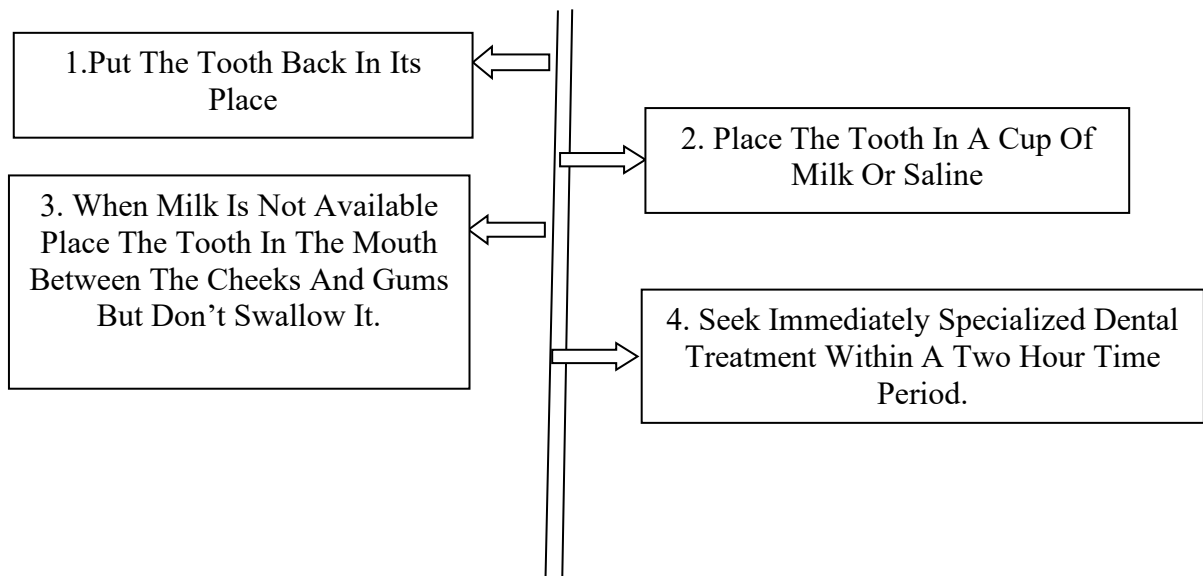 1.Put The Tooth Back In Its
Place
2. Place The Tooth In A Cup Of
Milk Or Saline
3. When Milk Is Not Available
Place The Tooth In The Mouth
Between The Cheeks And Gums
But Don’t Swallow It.
4. Seek Immediately Specialized Dental
Treatment Within A Two Hour Time
Period.